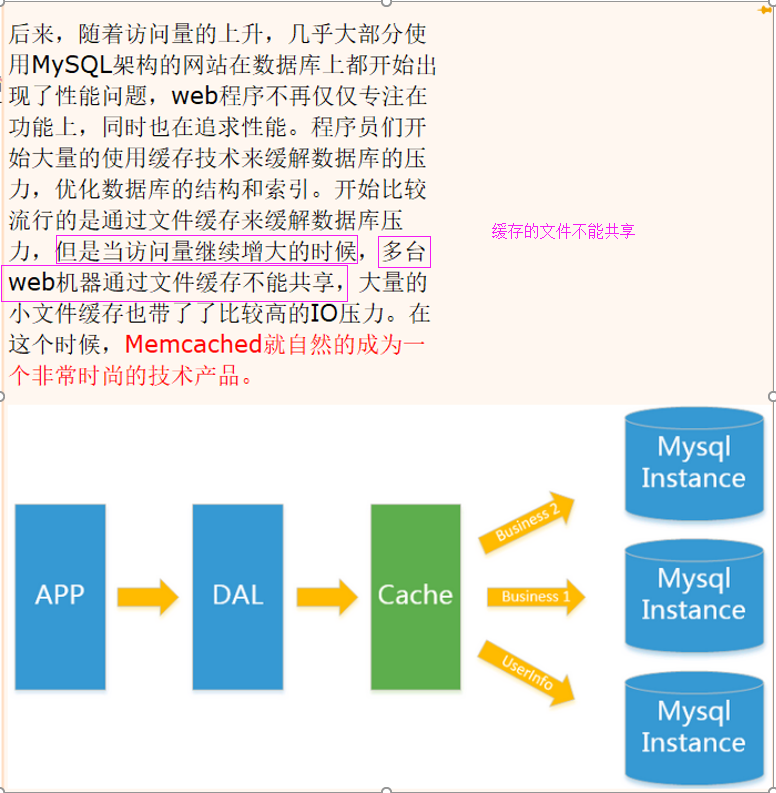 后来，随着访问量的上升，几乎大部分使
用MySQL架构的网站在数据库上都开始出
现了性能问题，web程序不再仅仅专注在
功能上，同时也在追求性能。程序员们开
始大量的使用缓存技术来缓解数据库的压
力，优化数据库的结构和索引。开始比较
流行的是通过文件缓存来缓解数据库压
力，但是当访问量继续增大的时候，多台
web机器通过文件缓存不能共享，大量的
小文件缓存也带了了比较高的IO压力。在
这个时候，Memcached就自然的成为一
个非常时尚的技术产品。
缓存的文件不能共享
APP
DAL
Cache
Business 2
Business 1
UserInfo
Mysql
Instance
Mysql
Instance
Mysql
Instance